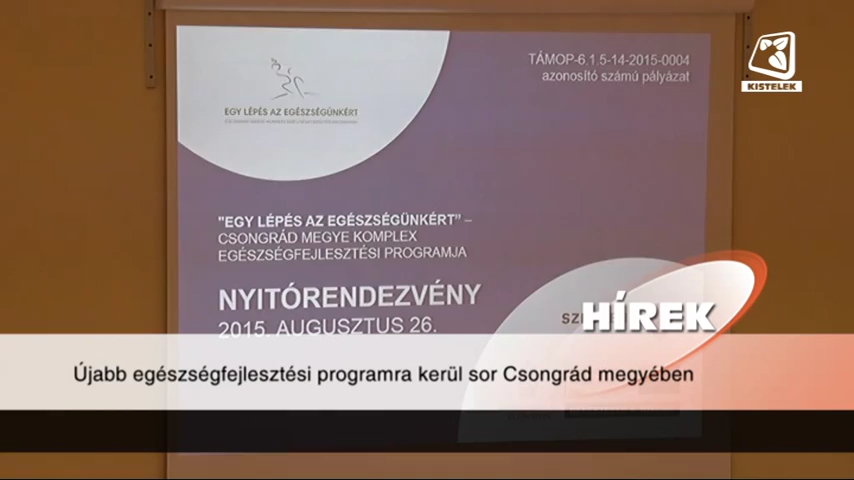 TÁMOP-6.1.5-14-2015-0004
azonosító számú pályázat
KISTELEK
EGY LÉPÉS AZ EGÉSZSÉGÜNKÉRT
"EGY LÉPÉS AZ EGÉSZSÉGÜNKÉRT" –
CSONGRÁD MEGYE KOMPLEX
EGÉSZSÉGFEJLESZTÉSI PROGRAMJA
NYITÓRENDEZVÉNY
2015. AUGUSZTUS 26.
HÍREK
Újabb egészségfejlesztési programra kerül sor Csongrád megyében